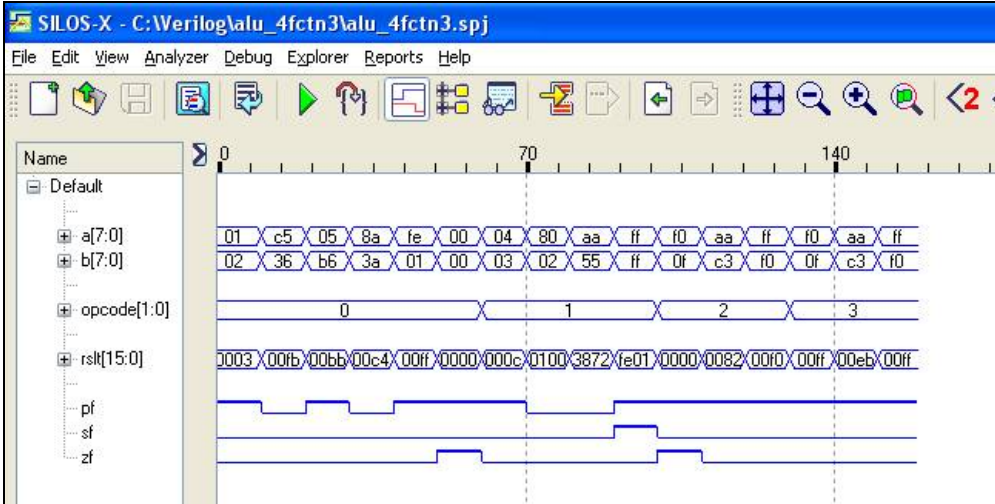 SILOS-X - C:\Verilog\alu_4fctn3\alu_4fctn3.spj
File Edit View Analyzer Debug Explorer Reports Help
<2
Name Σ 0 70 140
Default
a[7:0] 01 c5 05 8a fe 00 04 80 aa ff f0 aa ff f0 aa ff
b[7:0] 02 36 b6 3a 01 00 03 02 55 ff 0f c3 f0 0f c3 f0
opcode[1:0] 0 1 2 3
rslt[15:0] 0003 00fb 00bb 00c4 00ff 0000 000c 0100 3872 fe01 0000 0082 00f0 00ff 00eb 00ff
pf
sf
zf